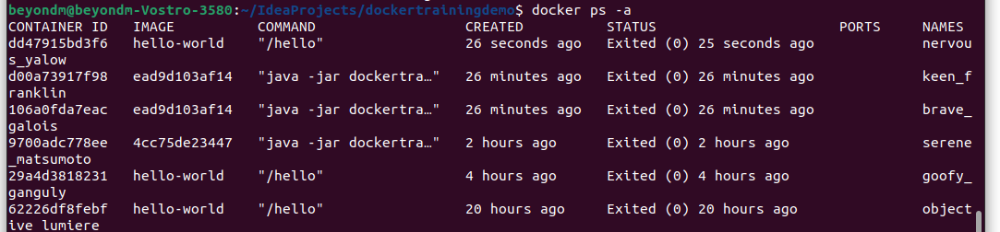 beyondm@beyondm-Vostro-3580:~/IdeaProjects/dockertrainingdemo$ docker ps -a
CONTAINER ID   IMAGE          COMMAND                  CREATED          STATUS                      PORTS     NAMES
dd47915bd3f6   hello-world    "/hello"                 26 seconds ago   Exited (0) 25 seconds ago             nervou
s_yalow
d00a73917f98   ead9d103af14   "java -jar dockertra…"   26 minutes ago   Exited (0) 26 minutes ago             keen_f
ranklin
106a0fda7eac   ead9d103af14   "java -jar dockertra…"   26 minutes ago   Exited (0) 26 minutes ago             brave_
galois
9700adc778ee   4cc75de23447   "java -jar dockertra…"   2 hours ago      Exited (0) 2 hours ago                serene
_matsumoto
29a4d3818231   hello-world    "/hello"                 4 hours ago      Exited (0) 4 hours ago                goofy_
ganguly
62226df8febf   hello-world    "/hello"                 20 hours ago     Exited (0) 20 hours ago               object
ive_lumiere